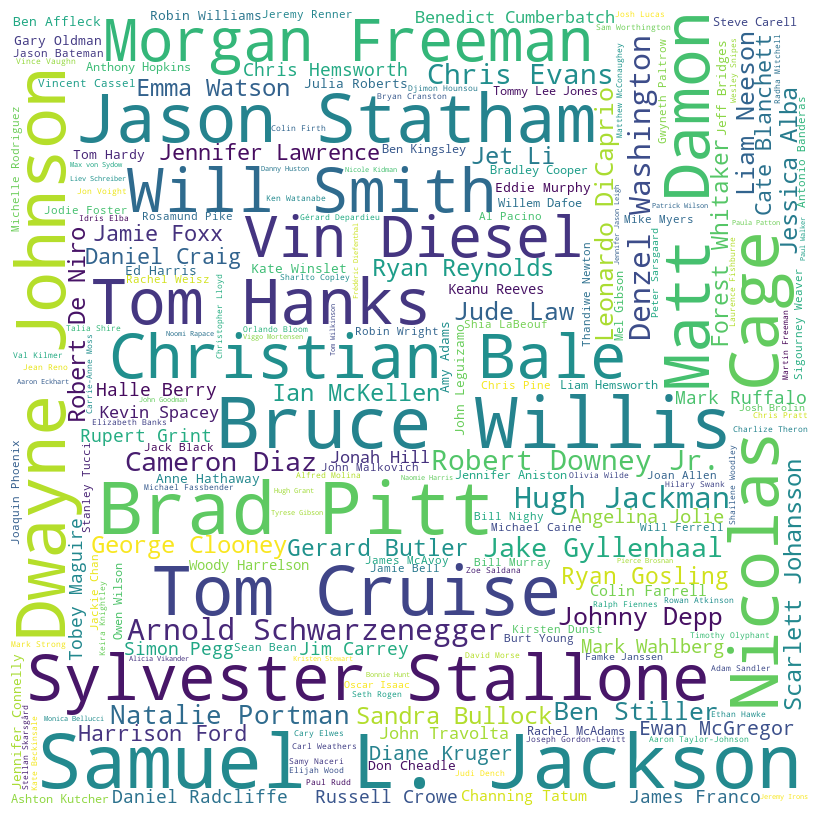 Ben Affleck
Robin Williams
Jeremy Renner
Benedict Cumberbatch
Josh Lucas
Steve Carell
Gary Oldman
Morgan Freeman
Sam Worthington
Jason Bateman
Vince Vaughn
Anthony Hopkins
Chris Hemsworth
Chris Evans
Vincent Cassel
Emma Watson
Julia Roberts
Djimon Hounsou
Tommy Lee Jones
Bryan Cranston
Jason Statham
Colin Firth
Matthew McConaughey
Gwyneth Paltrow
Jeff Bridges
Wesley Snipes
Radha Mitchell
Michelle Rodriguez
Dwayne Johnson
Tom Hardy
Jennifer Lawrence
Ben Kingsley
Jet Li
Leonardo DiCaprio
Denzel Washington
Matt Damon
Forest Whitaker
Liam Neeson
Cate Blanchett
Jessica Alba
Antonio Banderas
Max von Sydow
Danny Huston
Nicole Kidman
Bradley Cooper
Liev Schreiber
Will Smith
Eddie Murphy
Jon Voight
Ken Watanabe
Willem Dafoe
Jodie Foster
Rosamund Pike
Gérard Depardieu
Al Pacino
Patrick Wilson
Idris Elba
Jamie Foxx
Vin Diesel
Mike Myers
Jennifer Jason Leigh
Paula Patton
Paul Walker
Robert De Niro
Daniel Craig
Frédéric Diefenthal
Thandiwe Newton
Mel Gibson
Peter Sarsgaard
Laurence Fishburne
Sigourney Weaver
Ed Harris
Kate Winslet
Ryan Reynolds
Rachel Weisz
Sharlto Copley
Keanu Reeves
Christopher Lloyd
Tom Hanks
Jude Law
Talia Shire
Noomi Rapace
Orlando Bloom
Viggo Mortensen
Tom Wilkinson
Robin Wright
Shia LaBeouf
Amy Adams
John Leguizamo
Nicolas Cage
Martin Freeman
Val Kilmer
Jean Reno
Aaron Eckhart
Carrie-Anne Moss
Christian Bale
Halle Berry
Ian McKellen
Chris Pine
Liam Hemsworth
Mark Ruffalo
Kevin Spacey
Elizabeth Banks
John Goodman
Bruce Willis
Josh Brolin
Chris Pratt
Charlize Theron
Rupert Grint
Joaquin Phoenix
Stanley Tucci
Jack Black
Jonah Hill
Cameron Diaz
John Malkovich
Robert Downey Jr.
Anne Hathaway
Alfred Molina
Naomie Harris
Jennifer Aniston
Joan Allen
Olivia Wilde
Hilary Swank
Shailene Woodley
Scarlett Johansson
Michael Fassbender
Hugh Grant
Brad Pitt
Hugh Jackman
Tyrese Gibson
Bill Nighy
Angelina Jolie
Michael Caine
Will Ferrell
George Clooney
Gerard Butler
Jake Gyllenhaal
Tobey Maguire
Jackie Chan
Keira Knightley
Owen Wilson
Woody Harrelson
James McAvoy
Jamie Bell
Bill Murray
Zoe Saldana
Pierce Brosnan
Ryan Gosling
Tom Cruise
Ralph Fiennes
Rowan Atkinson
Colin Farrell
Johnny Depp
Arnold Schwarzenegger
Kirsten Dunst
Burt Young
Timothy Olyphant
Mark Strong
Simon Pegg
Sean Bean
Jim Carrey
Mark Wahlberg
David Morse
Famke Janssen
Alicia Vikander
Kristen Stewart
Bonnie Hunt
Adam Sandler
Sylvester Stallone
Oscar Isaac
Seth Rogen
Jennifer Connelly
Stellan Skarsgård
Kate Beckinsale
Monica Bellucci
Natalie Portman
Sandra Bullock
Ben Stiller
Ethan Hawke
Harrison Ford
Cary Elwes
John Travolta
Rachel McAdams
Ewan McGregor
Joseph Gordon-Levitt
Aaron Taylor-Johnson
Carl Weathers
Diane Kruger
Samuel L. Jackson
Samy Naceri
Don Cheadle
Judi Dench
Elijah Wood
Paul Rudd
Ashton Kutcher
Daniel Radcliffe
Russell Crowe
Channing Tatum
James Franco
Jeremy Irons